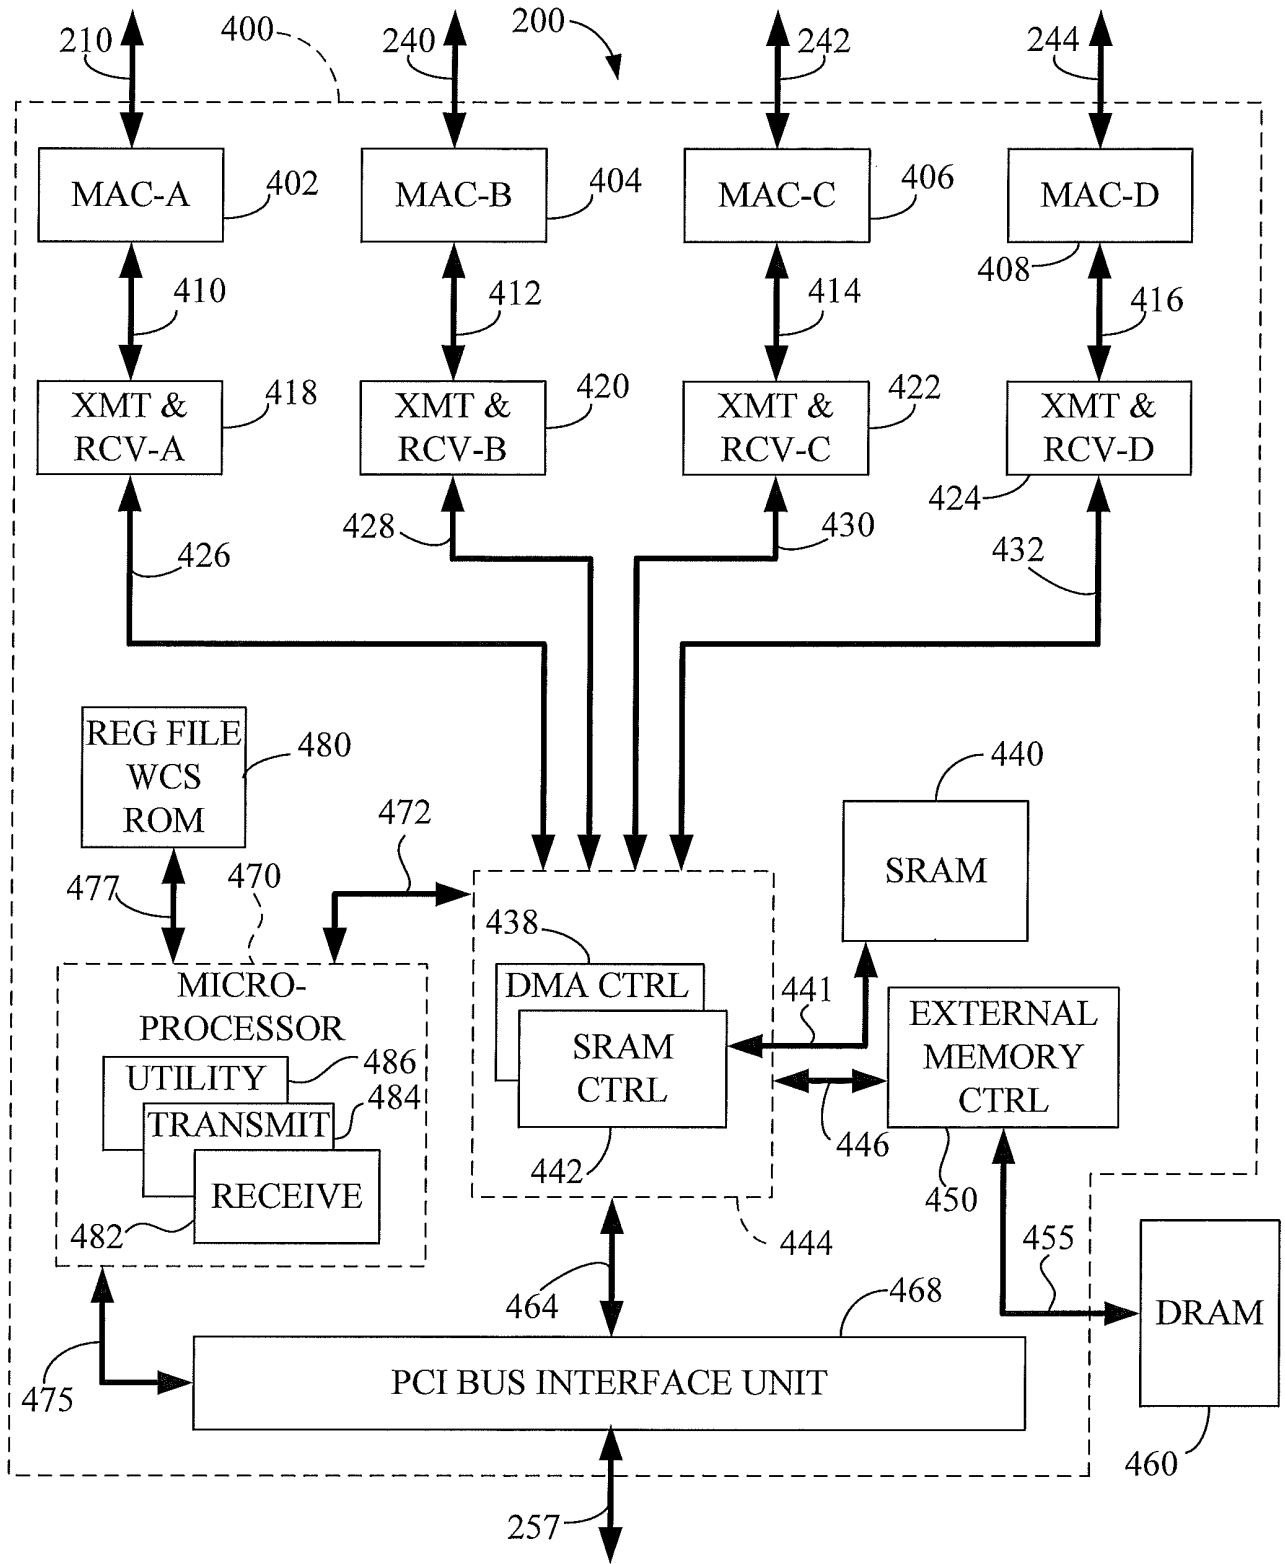 210
400
240
200
242
244
MAC-A
402
MAC-B
404
MAC-C
406
MAC-D
408
410
412
414
416
XMT &
RCV-A
418
XMT &
RCV-B
420
XMT &
RCV-C
422
XMT &
RCV-D
424
426
428
430
432
REG FILE
WCS
ROM
480
472
440
SRAM
477
470
438
DMA CTRL
SRAM
CTRL
442
441
EXTERNAL
MEMORY
CTRL
446
450
MICRO-
PROCESSOR
UTILITY
486
TRANSMIT
484
RECEIVE
482
444
455
DRAM
460
464
468
475
PCI BUS INTERFACE UNIT
257